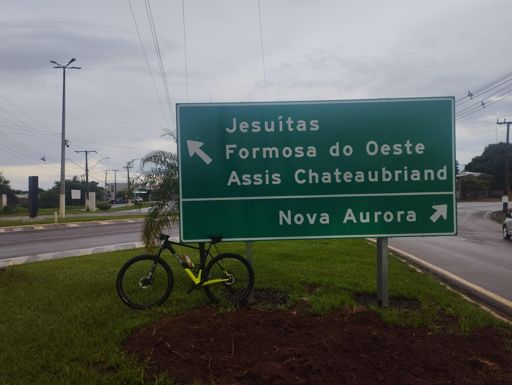 Jesuítas
Formosa do Oeste
Assis Chateaubriand
Nova Aurora